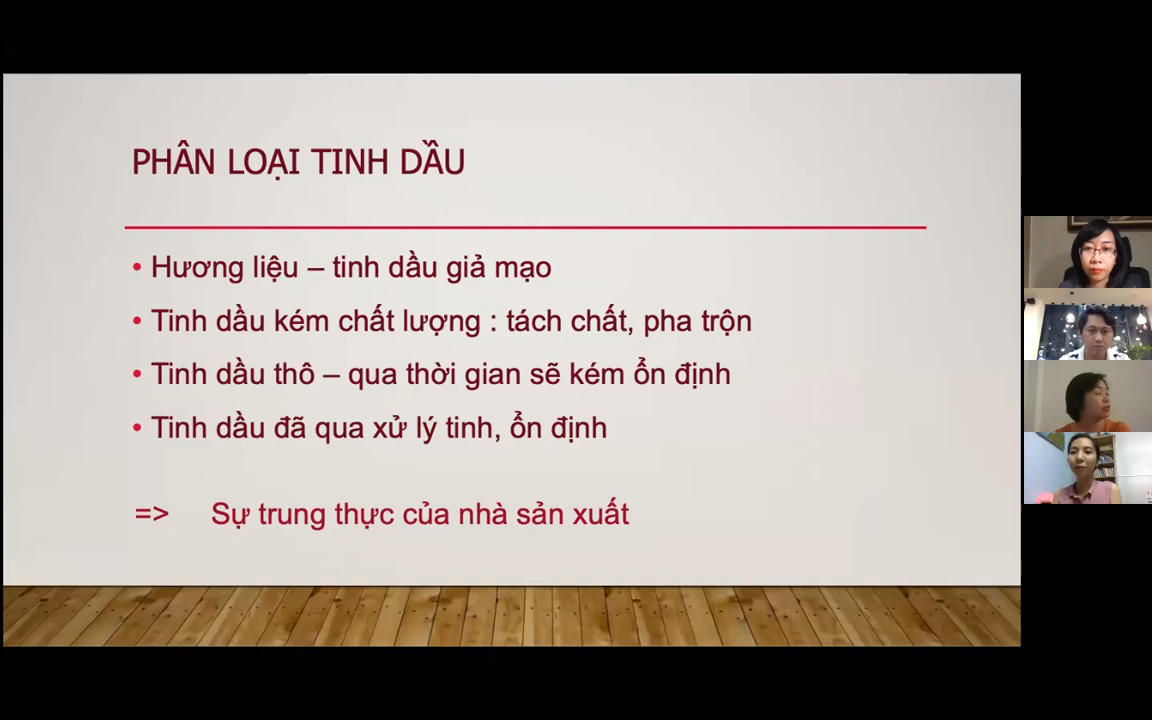 PHÂN LOẠI TINH DẦU
• Hương liệu – tinh dầu giả mạo
• Tinh dầu kém chất lượng : tách chất, pha trộn
• Tinh dầu thô – qua thời gian sẽ kém ổn định
• Tinh dầu đã qua xử lý tinh, ổn định
=> Sự trung thực của nhà sản xuất